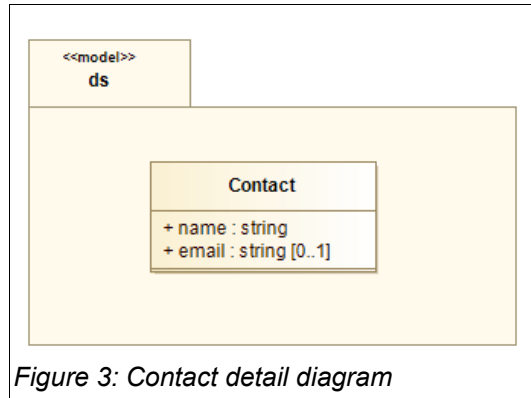 <<model>>
ds
Contact
+ name : string
+ email : string [0..1]
Figure 3: Contact detail diagram